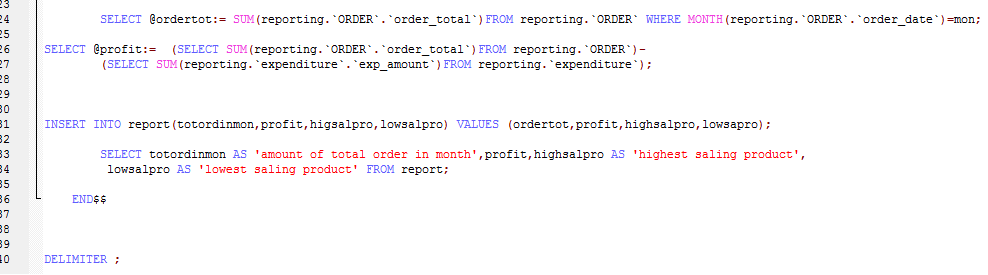 23
24 SELECT @ordertot:= SUM(reporting.`ORDER`.`order_total`)FROM reporting.`ORDER` WHERE MONTH(reporting.`ORDER`.`order_date`)=mon;
25
26 SELECT @profit:= (SELECT SUM(reporting.`ORDER`.`order_total`)FROM reporting.`ORDER`)-
27 (SELECT SUM(reporting.`expenditure`.`exp_amount`)FROM reporting.`expenditure`);
28
29
30
31 INSERT INTO report(totordinmon,profit,higsalpro,lowsalpro) VALUES (ordertot,profit,highsalpro,lowsapro);
32
33 SELECT totordinmon AS 'amount of total order in month',profit,highsalpro AS 'highest saling product',
34 lowsalpro AS 'lowest saling product' FROM report;
35
36 END$$
37
38
39
40 DELIMITER ;